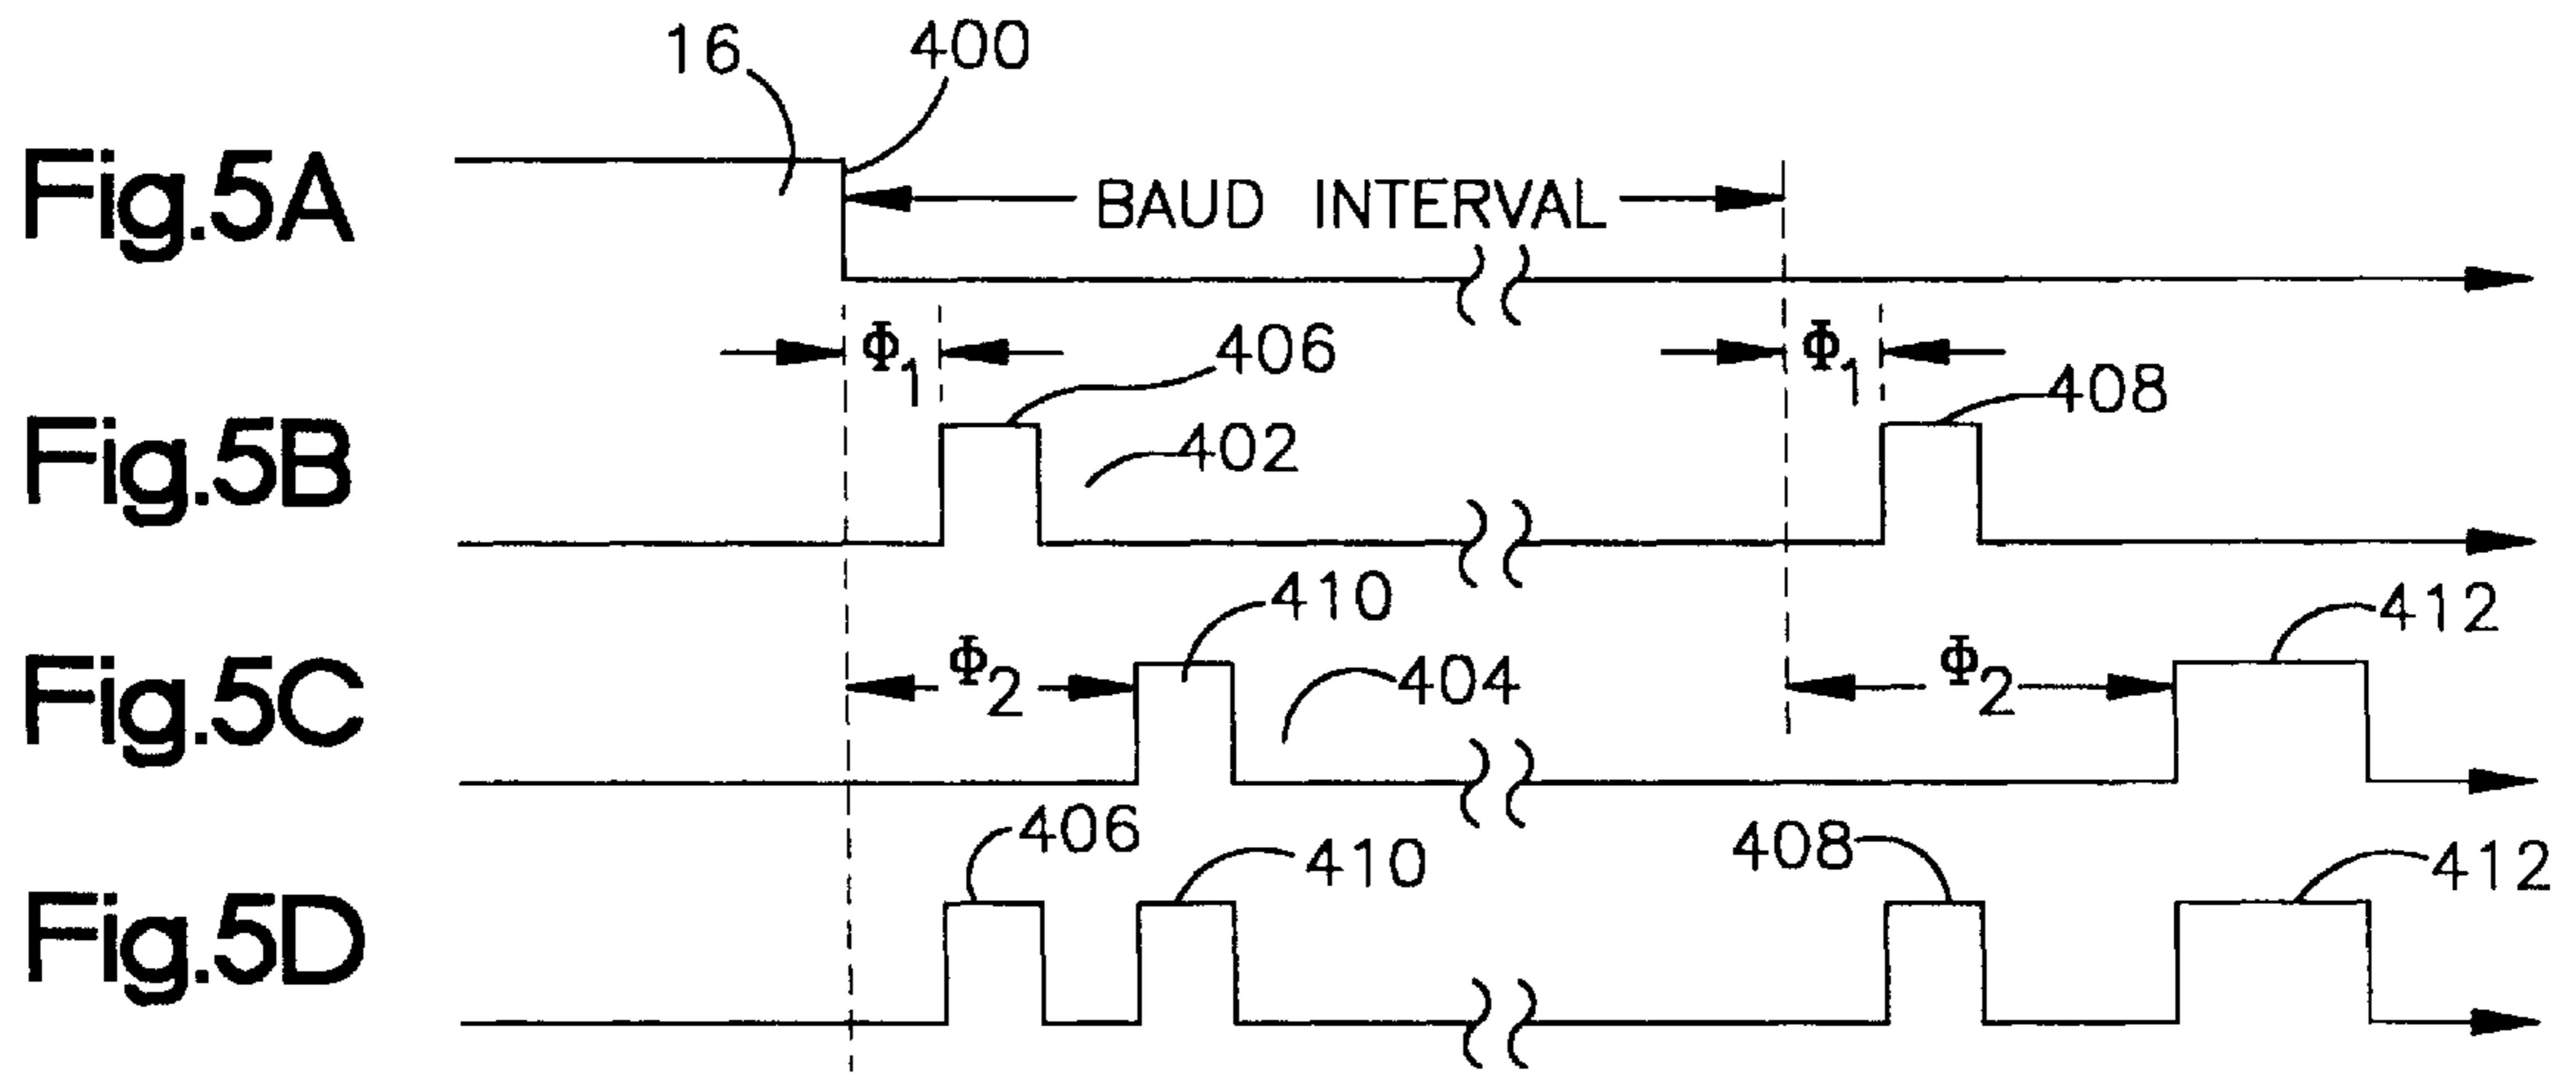 16 400
Fig.5A
BAUD INTERVAL
Φ1 406 Φ1 408
Fig.5B
402
410 412
Fig.5C
Φ2 404 Φ2
406 410 408 412
Fig.5D